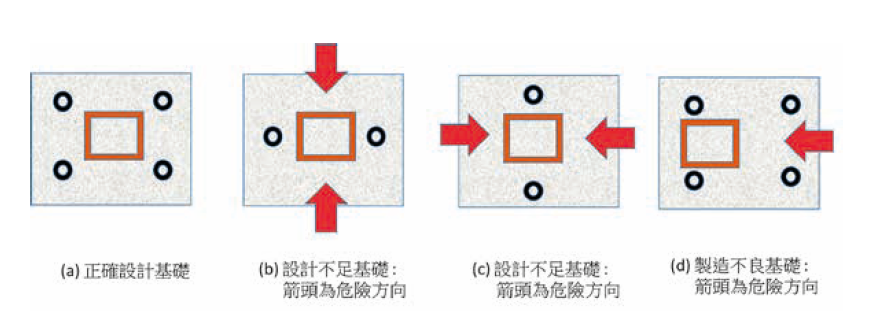 (a) 正確設計基礎
(b) 設計不足基礎：
箭頭為危險方向
(c) 設計不足基礎：
箭頭為危險方向
(d) 製造不良基礎：
箭頭為危險方向